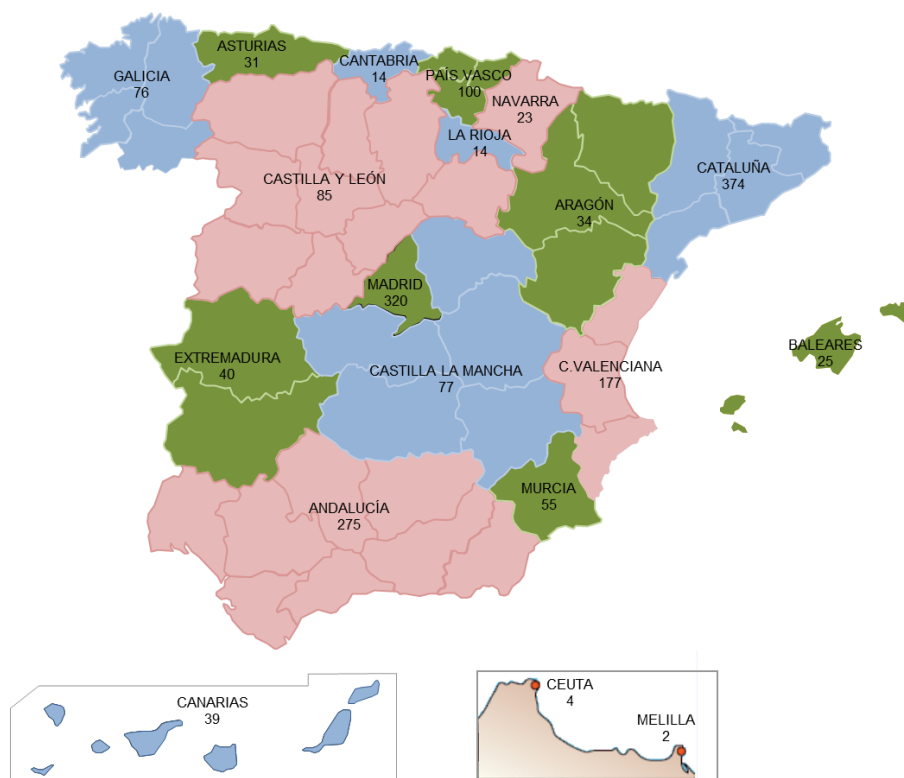 ASTURIAS
31
CANTABRIA
14
PAÍS VASCO
100
GALICIA
76
NAVARRA
23
LA RIOJA
14
CATALUÑA
374
CASTILLA Y LEÓN
85
ARAGÓN
34
MADRID
320
BALEARES
25
EXTREMADURA
40
C.VALENCIANA
177
CASTILLA LA MANCHA
77
MURCIA
55
ANDALUCÍA
275
CANARIAS
39
CEUTA
4
MELILLA
2